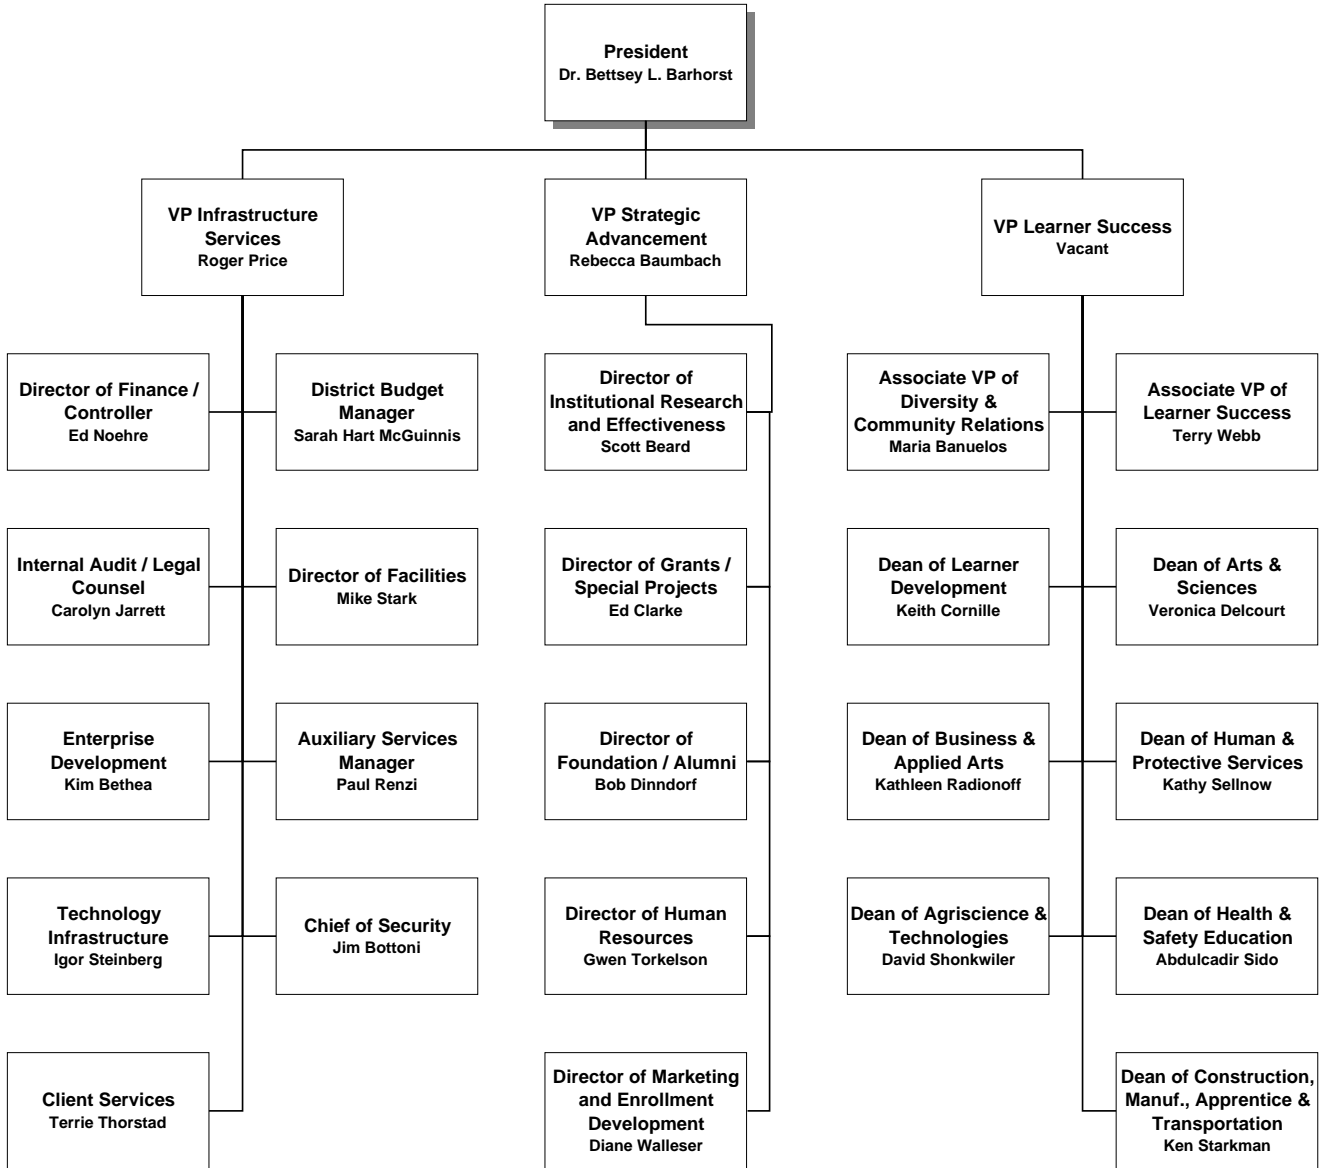 President
Dr. Bettsey L. Barhorst
VP Infrastructure
Services
Roger Price
VP Strategic
Advancement
Rebecca Baumbach
VP Learner Success
Vacant
Director of Finance /
Controller
Ed Noehre
District Budget
Manager
Sarah Hart McGuinnis
Director of
Institutional Research
and Effectiveness
Scott Beard
Associate VP of
Diversity &
Community Relations
Maria Banuelos
Associate VP of
Learner Success
Terry Webb
Internal Audit / Legal
Counsel
Carolyn Jarrett
Director of Facilities
Mike Stark
Director of Grants /
Special Projects
Ed Clarke
Dean of Learner
Development
Keith Cornille
Dean of Arts &
Sciences
Veronica Delcourt
Enterprise
Development
Kim Bethea
Auxiliary Services
Manager
Paul Renzi
Director of
Foundation / Alumni
Bob Dinndorf
Dean of Business &
Applied Arts
Kathleen Radionoff
Dean of Human &
Protective Services
Kathy Sellnow
Technology
Infrastructure
Igor Steinberg
Chief of Security
Jim Bottoni
Director of Human
Resources
Gwen Torkelson
Dean of Agriscience &
Technologies
David Shonkwiler
Dean of Health &
Safety Education
Abdulcadir Sido
Client Services
Terrie Thorstad
Director of Marketing
and Enrollment
Development
Diane Walleser
Dean of Construction,
Manuf., Apprentice &
Transportation
Ken Starkman